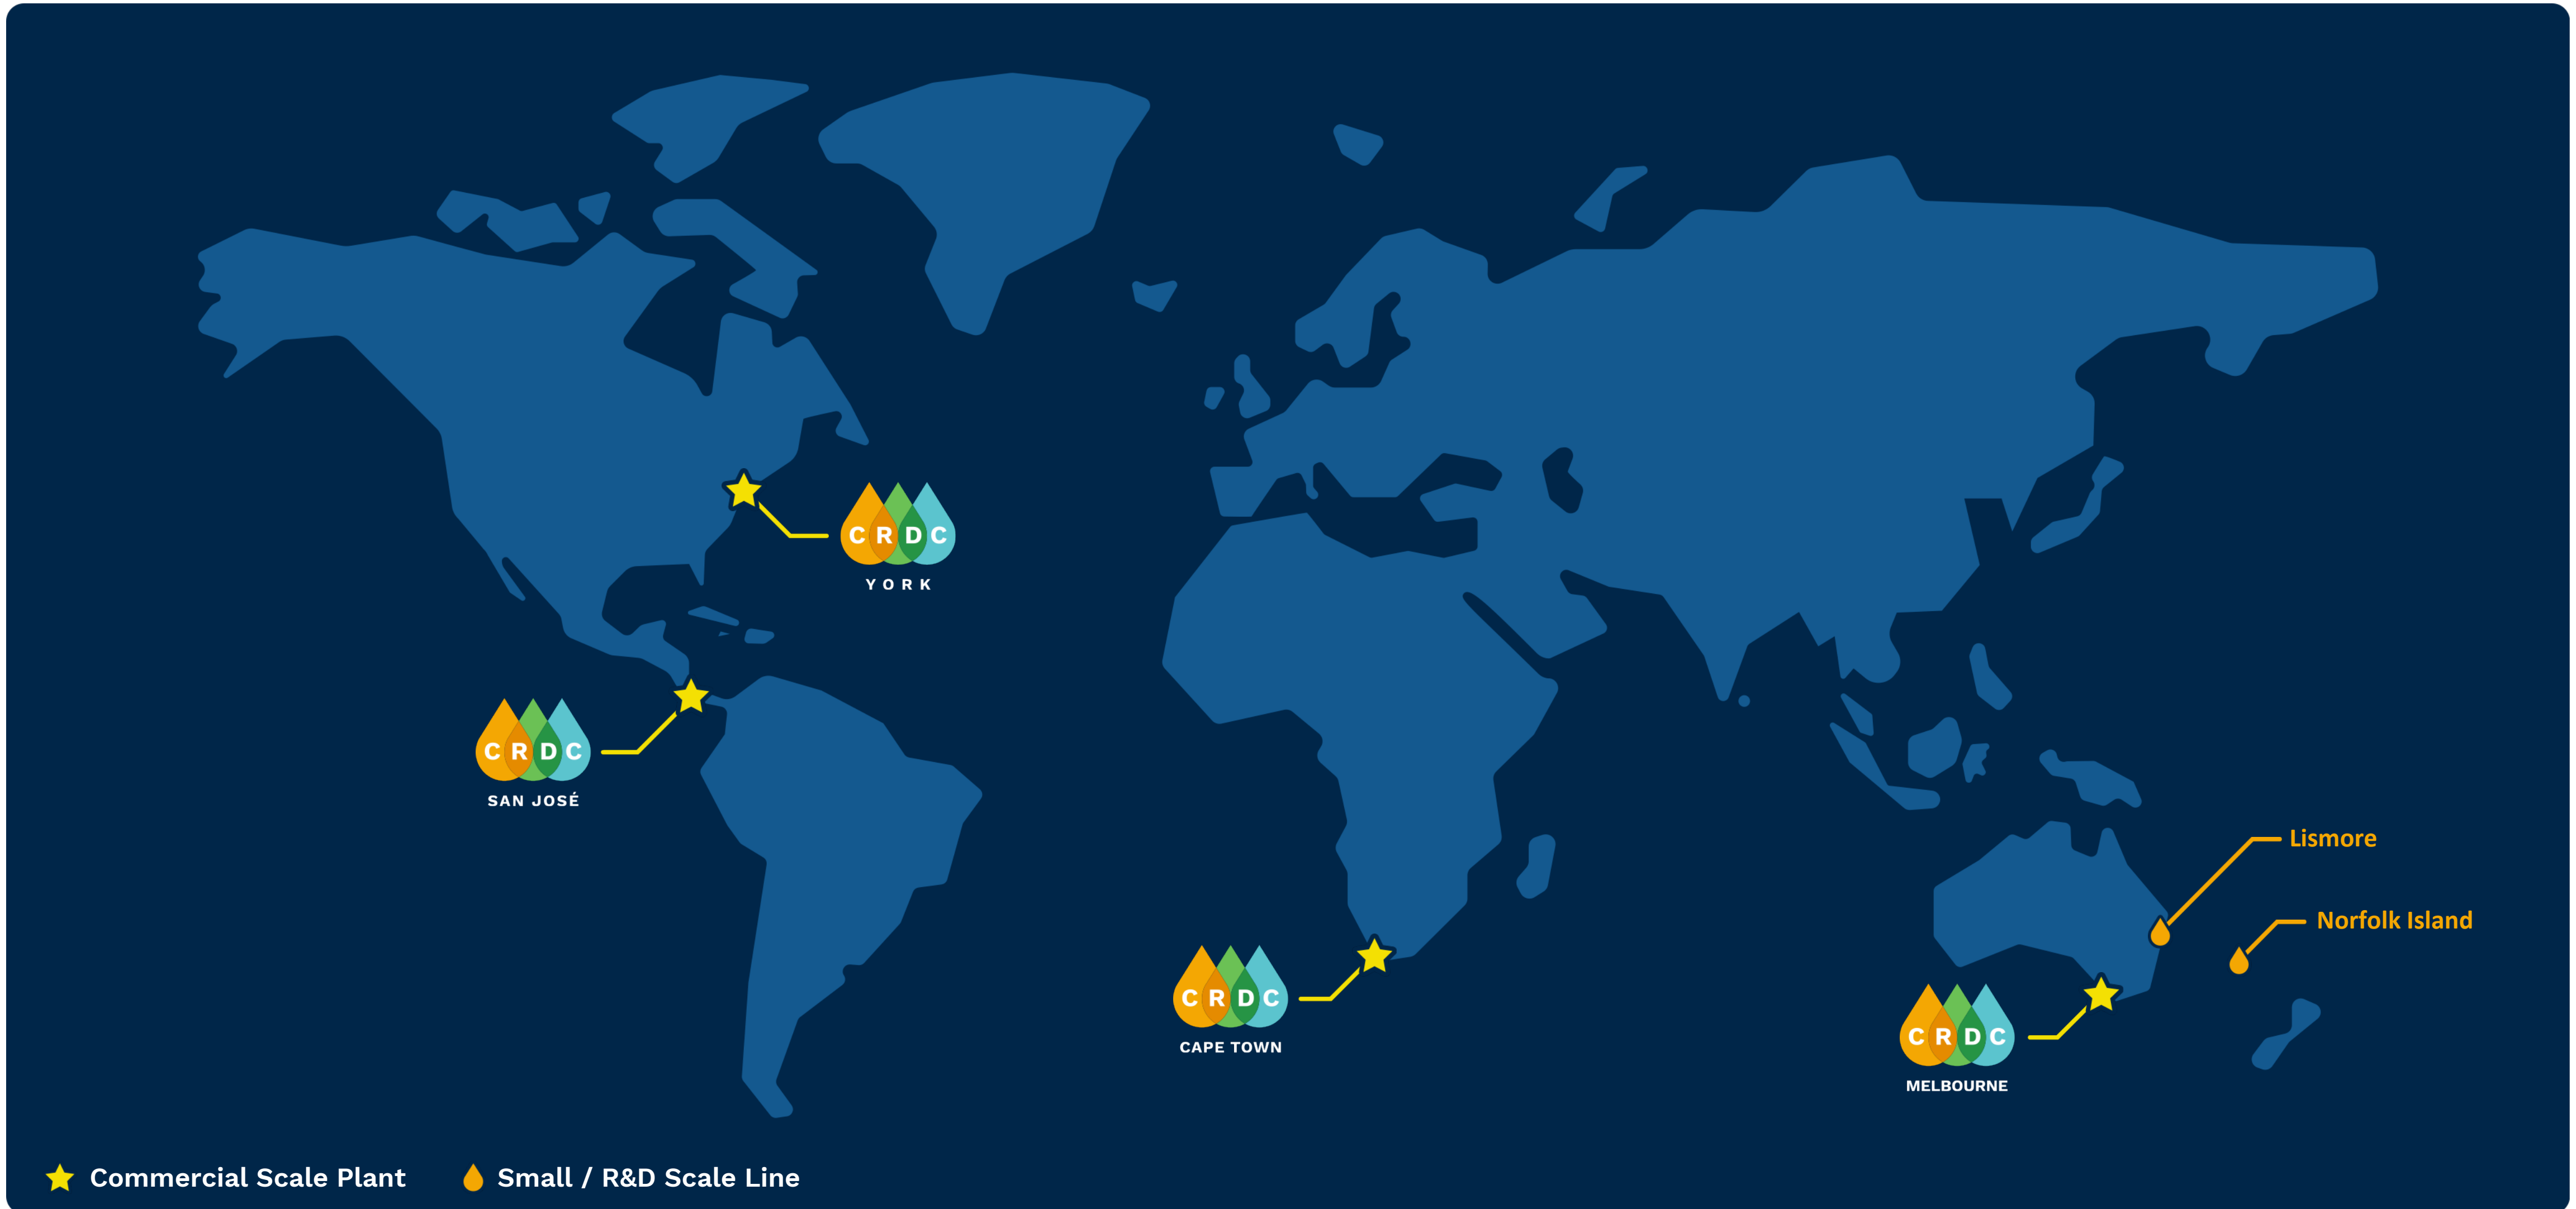 CRDC
YORK
CRDC
SAN JOSÉ
Lismore
Norfolk Island
CRDC
CAPE TOWN
CRDC
MELBOURNE
Commercial Scale Plant
Small / R&D Scale Line